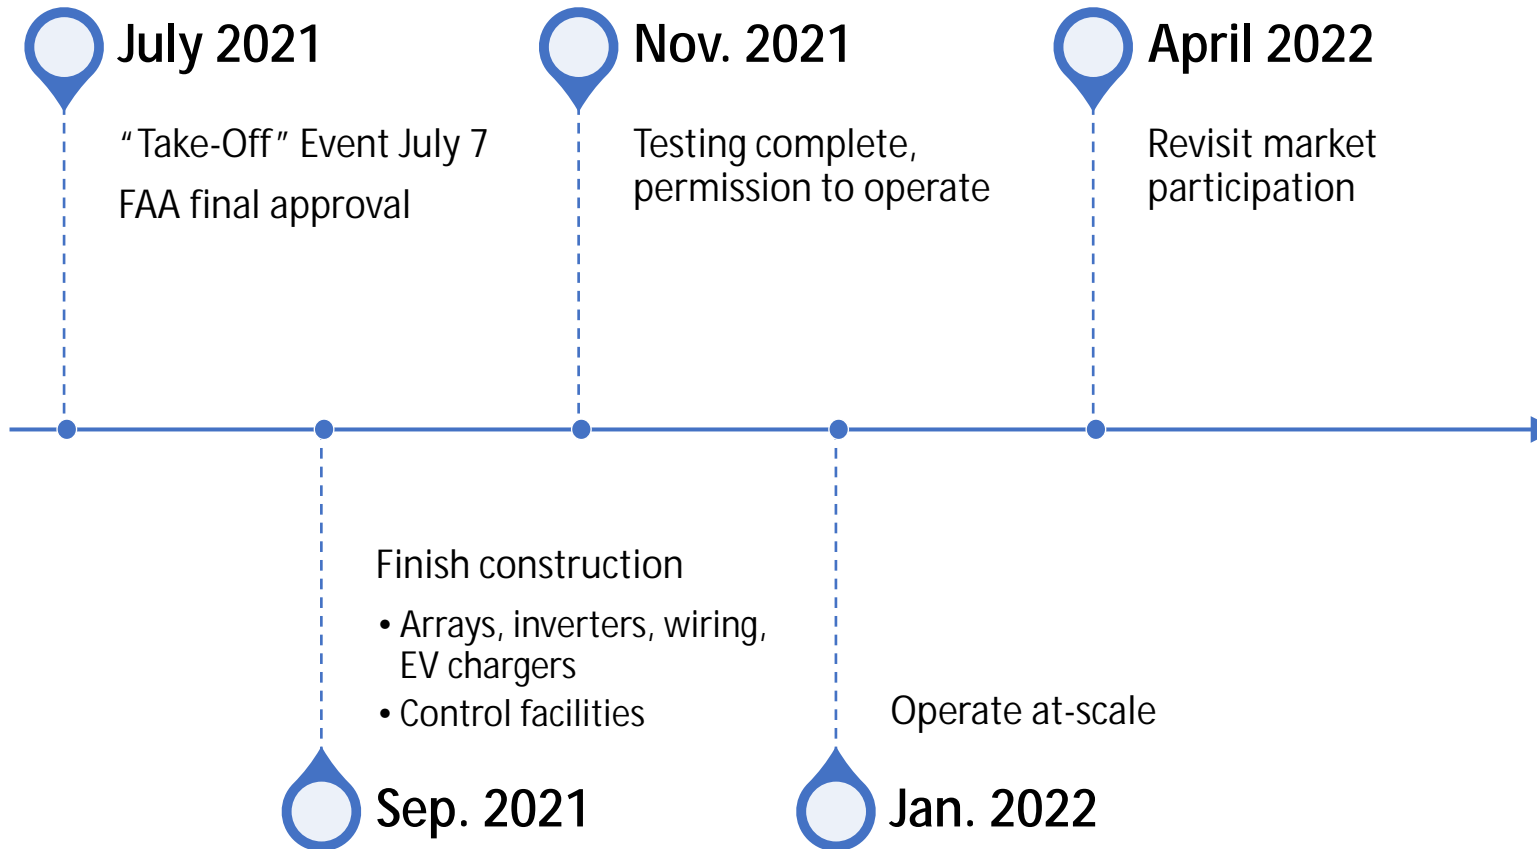 July 2021
“Take-Off” Event July 7
FAA final approval
Nov. 2021
Testing complete,
permission to operate
April 2022
Revisit market
participation
Finish construction
• Arrays, inverters, wiring,
EV chargers
• Control facilities
Sep. 2021
Operate at-scale
Jan. 2022